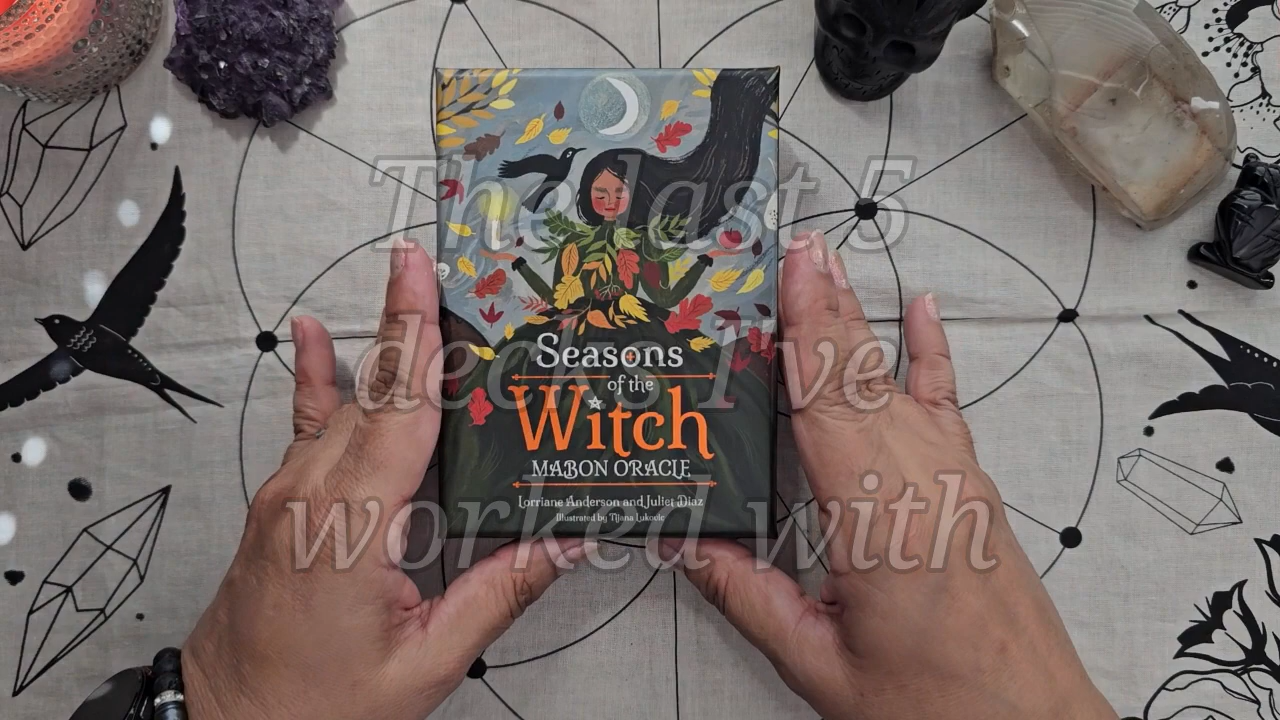 The last 5
decks I've
worked with
Seasons
of the
Witch
MABON ORACLE
Lorriane Anderson and Juliet Diaz
Illustrated by Tijana Lukovic